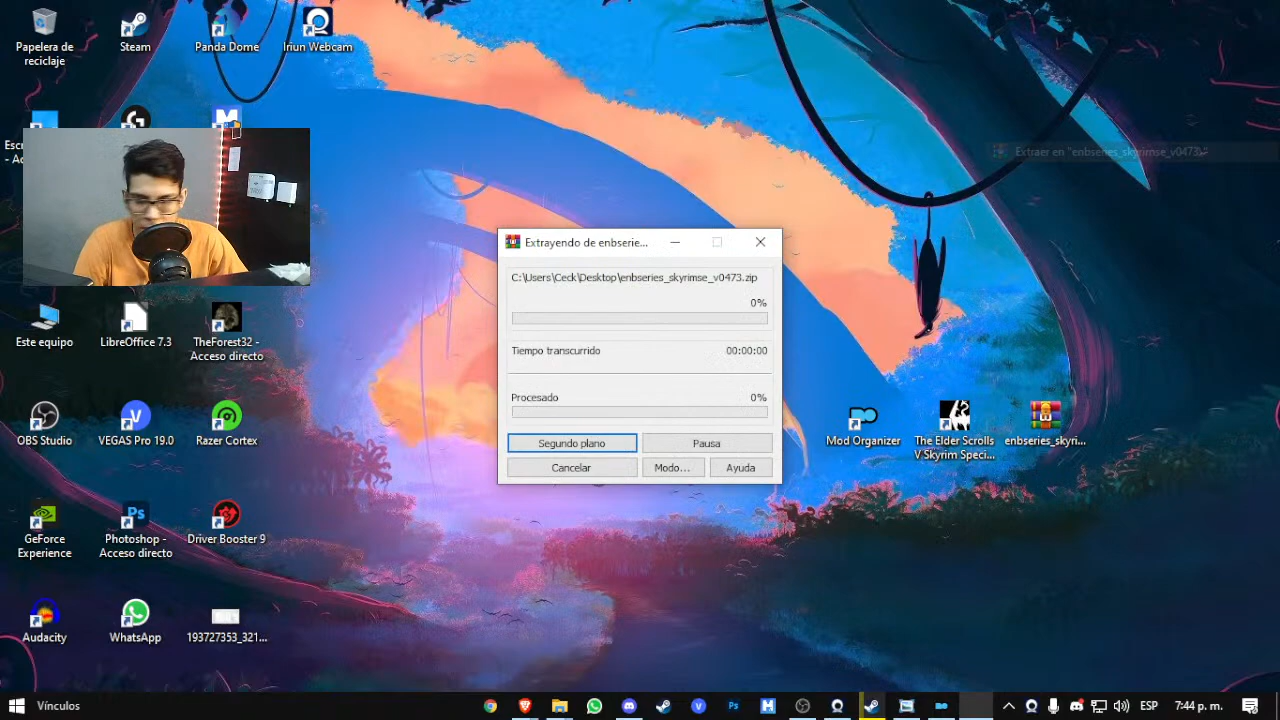 Papelera de
reciclaje
Steam
Panda Dome
Iriun Webcam
Extraer en "enbseries_skyrimse_v0473\"
Este equipo
LibreOffice 7.3
TheForest32 -
Acceso directo
OBS Studio
VEGAS Pro 19.0
Razer Cortex
GeForce
Experience
Photoshop -
Acceso directo
Driver Booster 9
Audacity
WhatsApp
193727353_321...
Extrayendo de enbserie...
C:\Users\Ceck\Desktop\enbseries_skyrimse_v0473.zip
0%
Tiempo transcurrido
00:00:00
Procesado
0%
Segundo plano
Pausa
Cancelar
Modo...
Ayuda
Mod Organizer
The Elder Scrolls
V Skyrim Speci...
enbseries_skyri...
Vínculos
ESP
7:44 p. m.